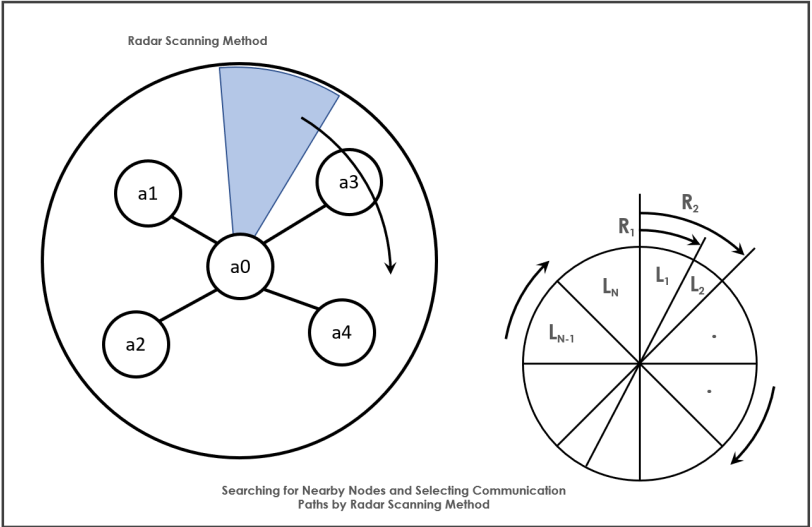 Radar Scanning Method
a1
a3
a0
a2
a4
R2
R1
LN
L1
L2
LN-1
Searching for Nearby Nodes and Selecting Communication
Paths by Radar Scanning Method